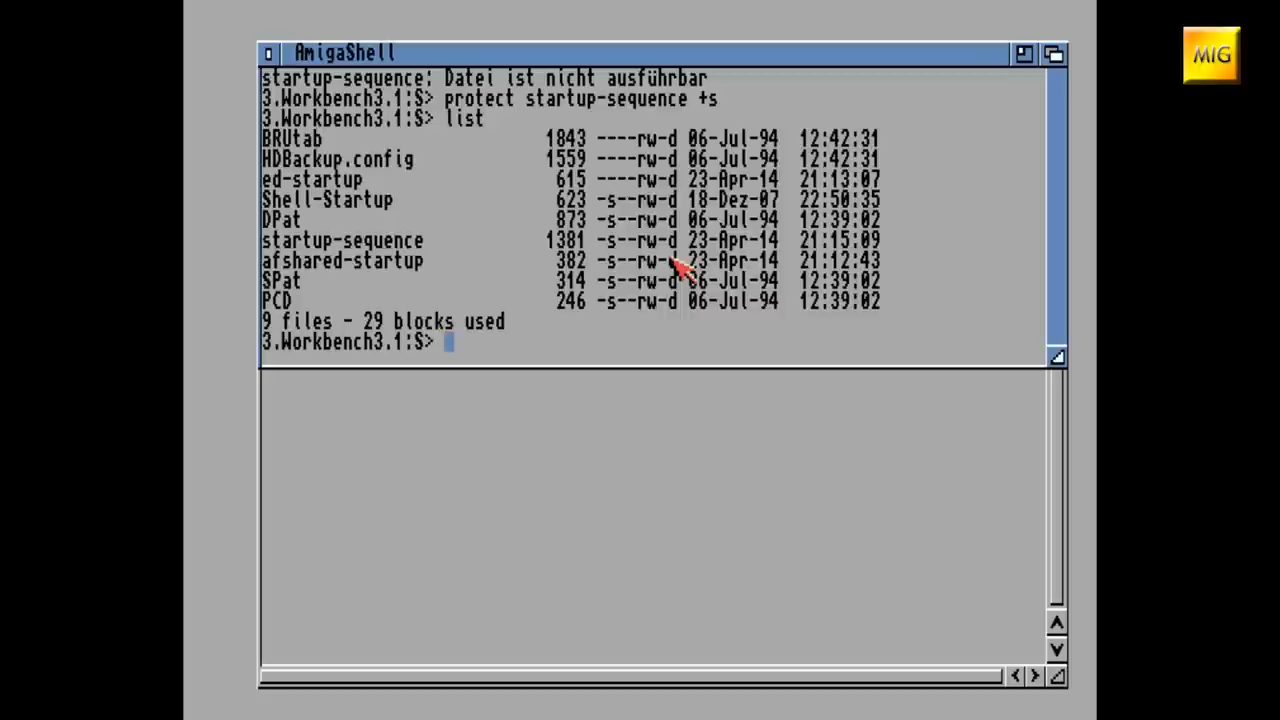 AmigaShell
MIG
startup-sequence: Datei ist nicht ausführbar
3.Workbench3.1:S> protect startup-sequence +s
3.Workbench3.1:S> list
BRUtab 1843 ----rw-d 06-Jul-94 12:42:31
HDBackup.config 1559 ----rw-d 06-Jul-94 12:42:31
ed-startup 615 ----rw-d 23-Apr-14 21:13:07
Shell-Startup 623 -s--rw-d 18-Dez-07 22:50:35
DPat 873 -s--rw-d 06-Jul-94 12:39:02
startup-sequence 1381 -s--rw-d 23-Apr-14 21:15:09
afshared-startup 382 -s--rw-d 23-Apr-14 21:12:43
SPat 314 -s--rw-d 06-Jul-94 12:39:02
PCD 246 -s--rw-d 06-Jul-94 12:39:02
9 files - 29 blocks used
3.Workbench3.1:S>